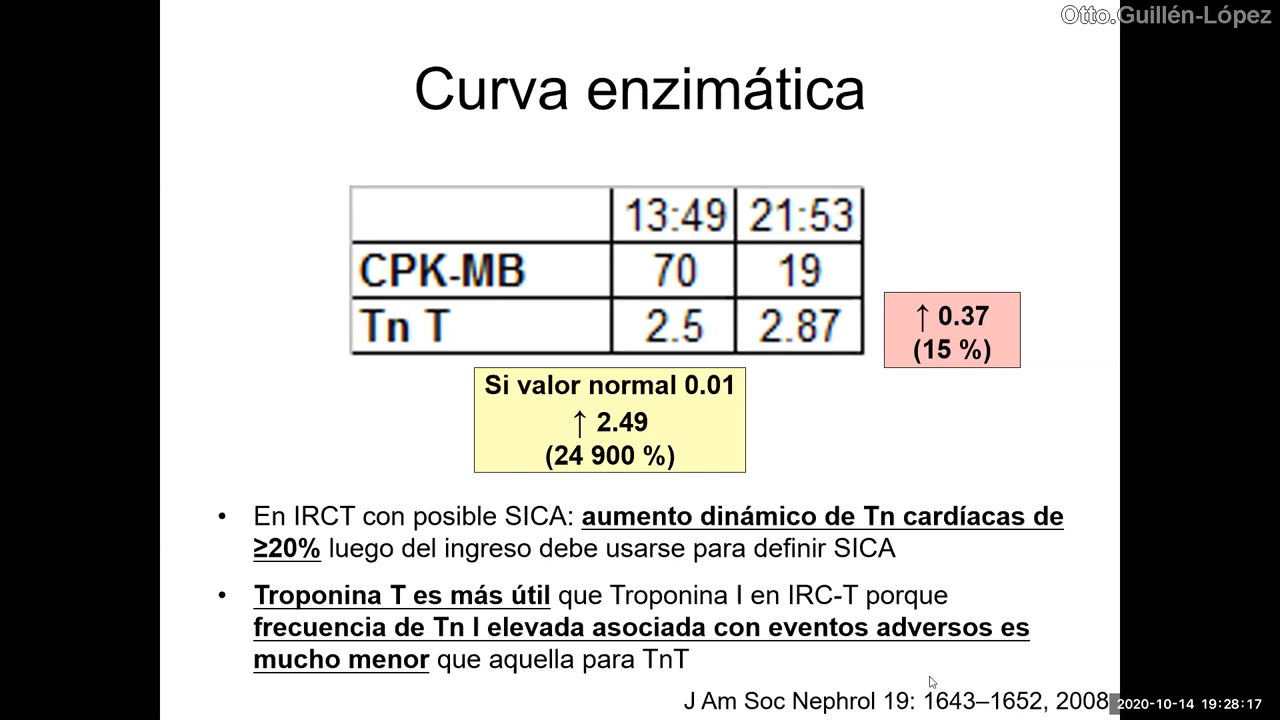 Otto.Guillén-López
Curva enzimática
13:49 21:53
CPK-MB 70 19
Tn T 2.5 2.87
↑ 0.37
(15 %)
Si valor normal 0.01
↑ 2.49
(24 900 %)
• En IRCT con posible SICA: aumento dinámico de Tn cardíacas de
≥20% luego del ingreso debe usarse para definir SICA
• Troponina T es más útil que Troponina I en IRC-T porque
frecuencia de Tn I elevada asociada con eventos adversos es
mucho menor que aquella para TnT
J Am Soc Nephrol 19: 1643–1652, 2008
2020-10-14 19:28:17